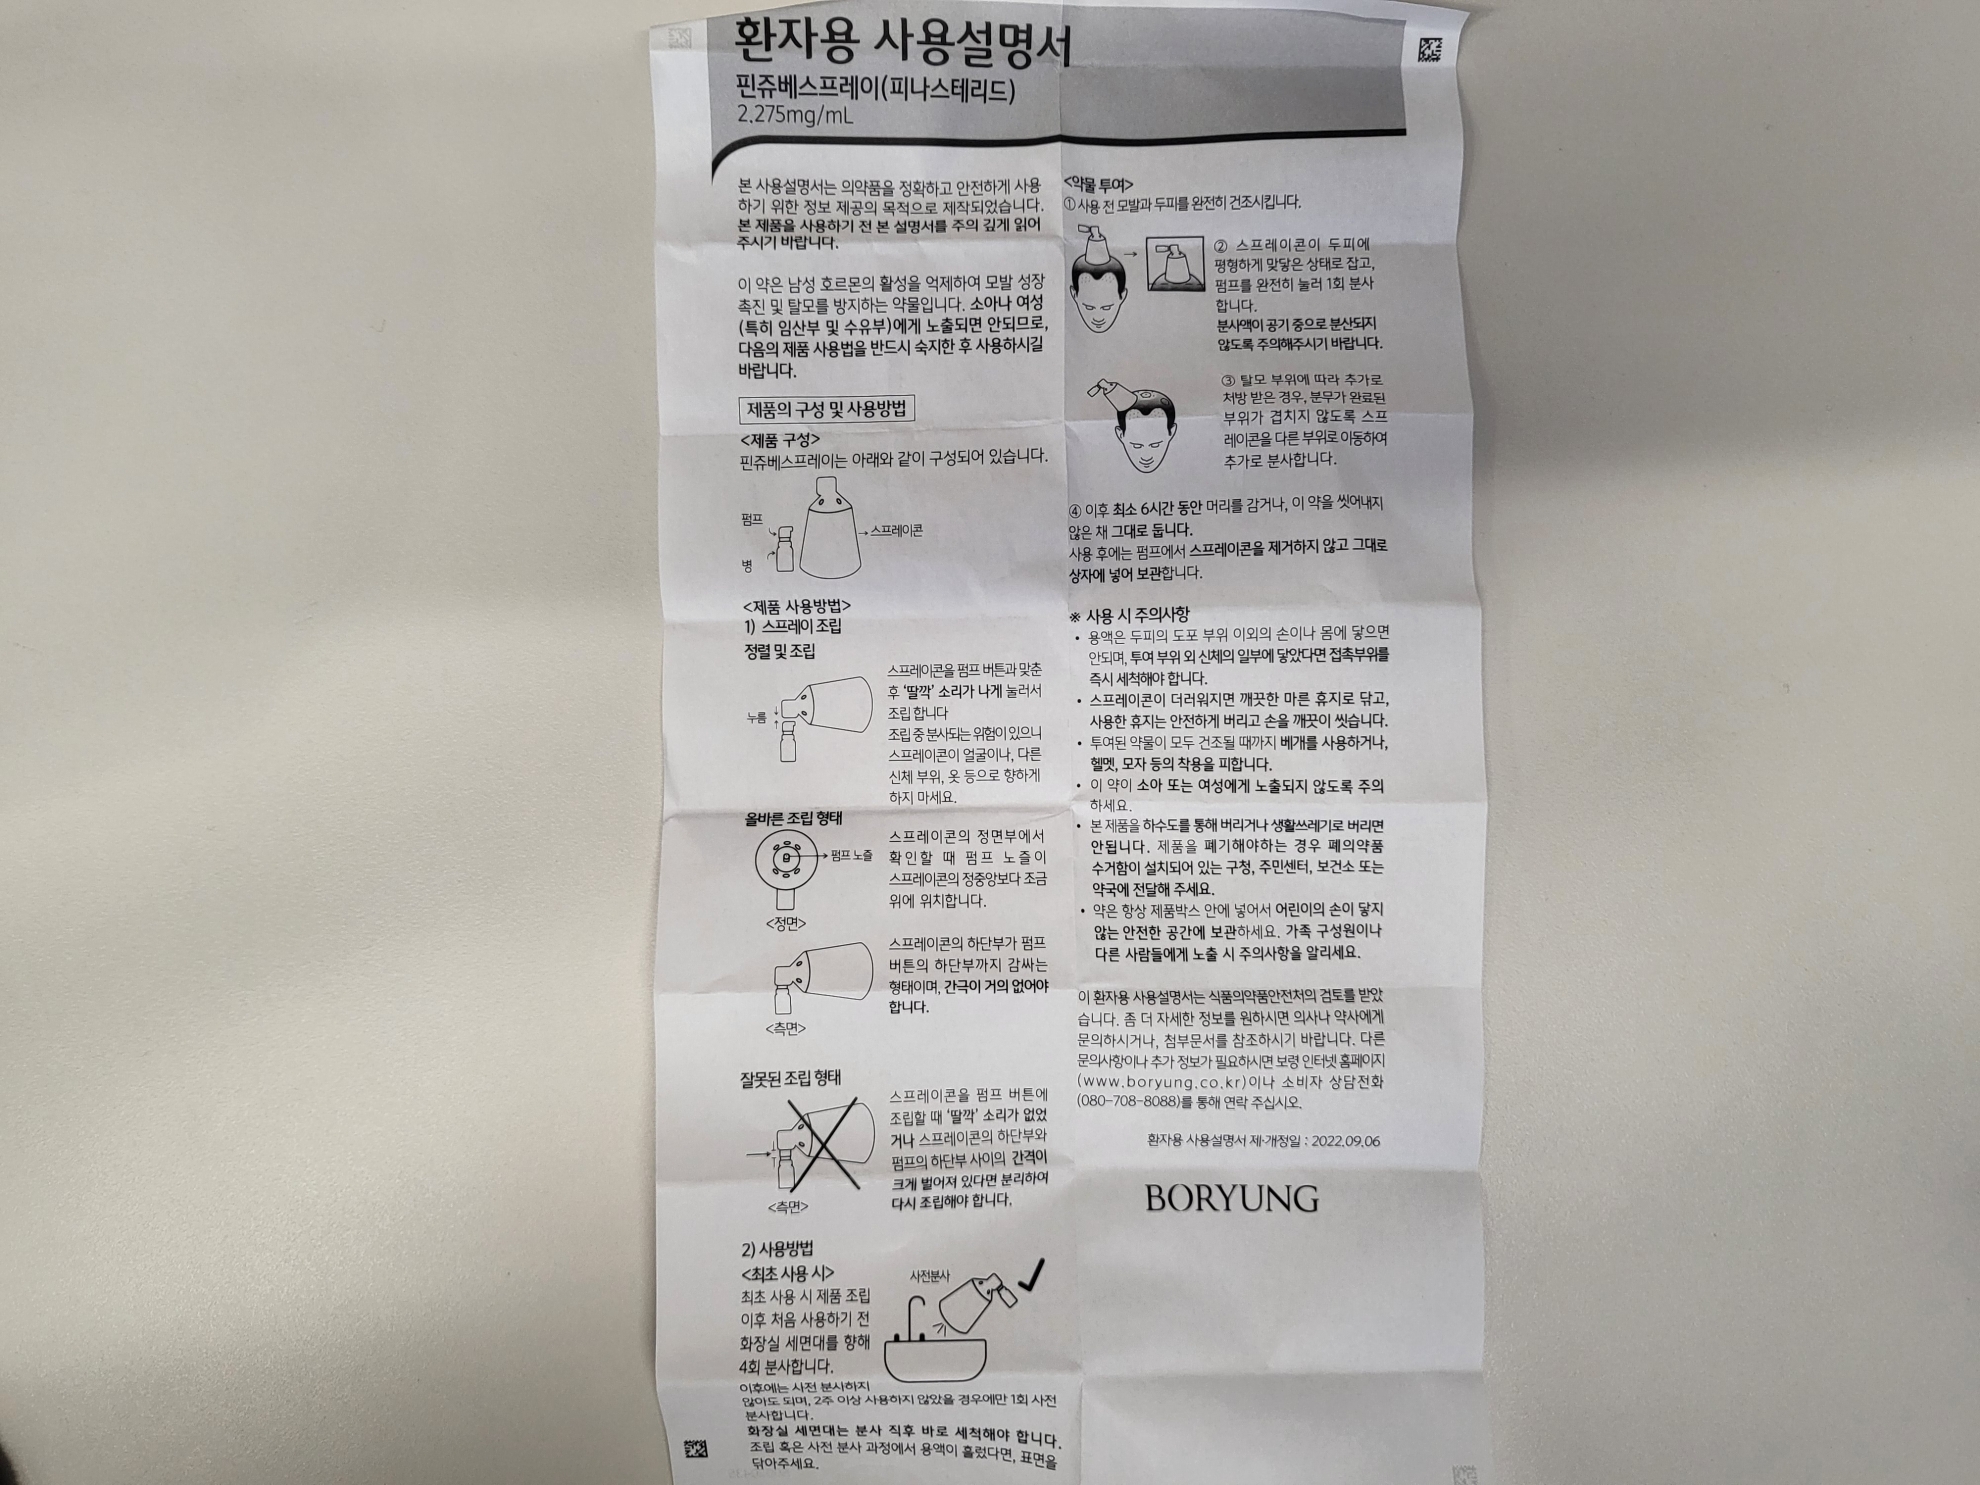 환자용 사용설명서
핀쥬베스프레이(피나스테리드)
2.275mg/mL
본 사용설명서는 의약품을 정확하고 안전하게 사용
하기 위한 정보 제공의 목적으로 제작되었습니다.
본 제품을 사용하기 전 본 설명서를 주의 깊게 읽어
주시기 바랍니다.
이 약은 남성 호르몬의 활성을 억제하여 모발 성장
촉진 및 탈모를 방지하는 약물입니다. 소아나 여성
(특히 임산부 및 수유부)에게 노출되면 안되므로,
다음의 제품 사용법을 반드시 숙지한 후 사용하시길
바랍니다.
제품의 구성 및 사용방법
<제품 구성>
핀쥬베스프레이는 아래와 같이 구성되어 있습니다.
펌프
스프레이콘
병
<제품 사용방법>
1) 스프레이 조립
정렬 및 조립
누름
스프레이콘을 펌프 버튼과 맞춘
후 '딸깍' 소리가 나게 눌러서
조립 합니다
조립 중 분사되는 위험이 있으니
스프레이콘이 얼굴이나, 다른
신체 부위, 옷 등으로 향하게
하지 마세요.
올바른 조립 형태
펌프 노즐
<정면>
스프레이콘의 정면부에서
확인할 때 펌프 노즐이
스프레이콘의 정중앙보다 조금
위에 위치합니다.
스프레이콘의 하단부가 펌프
버튼의 하단부까지 감싸는
형태이며, 간극이 거의 없어야
합니다.
<측면>
잘못된 조립 형태
스프레이콘을 펌프 버튼에
조립할 때 '딸깍' 소리가 없었
거나 스프레이콘의 하단부와
펌프의 하단부 사이의 간격이
크게 벌어져 있다면 분리하여
다시 조립해야 합니다.
<측면>
2) 사용방법
<최초 사용 시>
최초 사용 시 제품 조립
이후 처음 사용하기 전
화장실 세면대를 향해
4회 분사합니다.
사전분사
이후에는 사전 분사하지
않아도 되며, 2주 이상 사용하지 않았을 경우에만 1회 사전
분사합니다.
화장실 세면대는 분사 직후 바로 세척해야 합니다.
조립 혹은 사전 분사 과정에서 용액이 흘렀다면, 표면을
닦아주세요.
<약물 투여>
① 사용 전 모발과 두피를 완전히 건조시킵니다.
② 스프레이콘이 두피에
평형하게 맞닿은 상태로 잡고,
펌프를 완전히 눌러 1회 분사
합니다.
분사액이 공기 중으로 분산되지
않도록 주의해주시기 바랍니다.
③ 탈모 부위에 따라 추가로
처방 받은 경우, 분무가 완료된
부위가 겹치지 않도록 스프
레이콘을 다른 부위로 이동하여
추가로 분사합니다.
④ 이후 최소 6시간 동안 머리를 감거나, 이 약을 씻어내지
않은 채 그대로 둡니다.
사용 후에는 펌프에서 스프레이콘을 제거하지 않고 그대로
상자에 넣어 보관합니다.
※ 사용 시 주의사항
• 용액은 두피의 도포 부위 이외의 손이나 몸에 닿으면
안되며, 투여 부위 외 신체의 일부에 닿았다면 접촉부위를
즉시 세척해야 합니다.
• 스프레이콘이 더러워지면 깨끗한 마른 휴지로 닦고,
사용한 휴지는 안전하게 버리고 손을 깨끗이 씻습니다.
• 투여된 약물이 모두 건조될 때까지 베개를 사용하거나,
헬멧, 모자 등의 착용을 피합니다.
• 이 약이 소아 또는 여성에게 노출되지 않도록 주의
하세요.
• 본 제품을 하수도를 통해 버리거나 생활쓰레기로 버리면
안됩니다. 제품을 폐기해야하는 경우 폐의약품
수거함이 설치되어 있는 구청, 주민센터, 보건소 또는
약국에 전달해 주세요.
• 약은 항상 제품박스 안에 넣어서 어린이의 손이 닿지
않는 안전한 공간에 보관하세요. 가족 구성원이나
다른 사람들에게 노출 시 주의사항을 알리세요.
이 환자용 사용설명서는 식품의약품안전처의 검토를 받았
습니다. 좀 더 자세한 정보를 원하시면 의사나 약사에게
문의하시거나, 첨부문서를 참조하시기 바랍니다. 다른
문의사항이나 추가 정보가 필요하시면 보령 인터넷 홈페이지
(www.boryung.co.kr)이나 소비자 상담전화
(080-708-8088)를 통해 연락 주십시오.
환자용 사용설명서 제·개정일 : 2022.09.06
BORYUNG